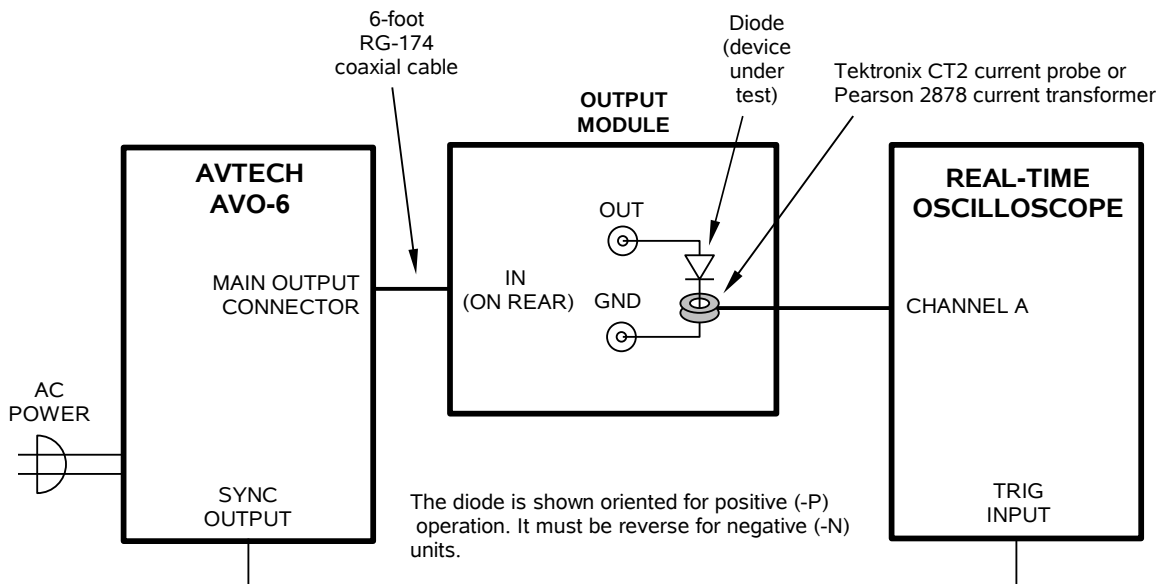 6-foot
RG-174
coaxial cable
Diode
(device
under
test)
Tektronix CT2 current probe or
Pearson 2878 current transformer
OUTPUT
MODULE
AVTECH
AVO-6
REAL-TIME
OSCILLOSCOPE
OUT
MAIN OUTPUT
CONNECTOR
IN
(ON REAR)
GND
CHANNEL A
AC
POWER
SYNC
OUTPUT
The diode is shown oriented for positive (-P)
operation. It must be reverse for negative (-N)
units.
TRIG
INPUT